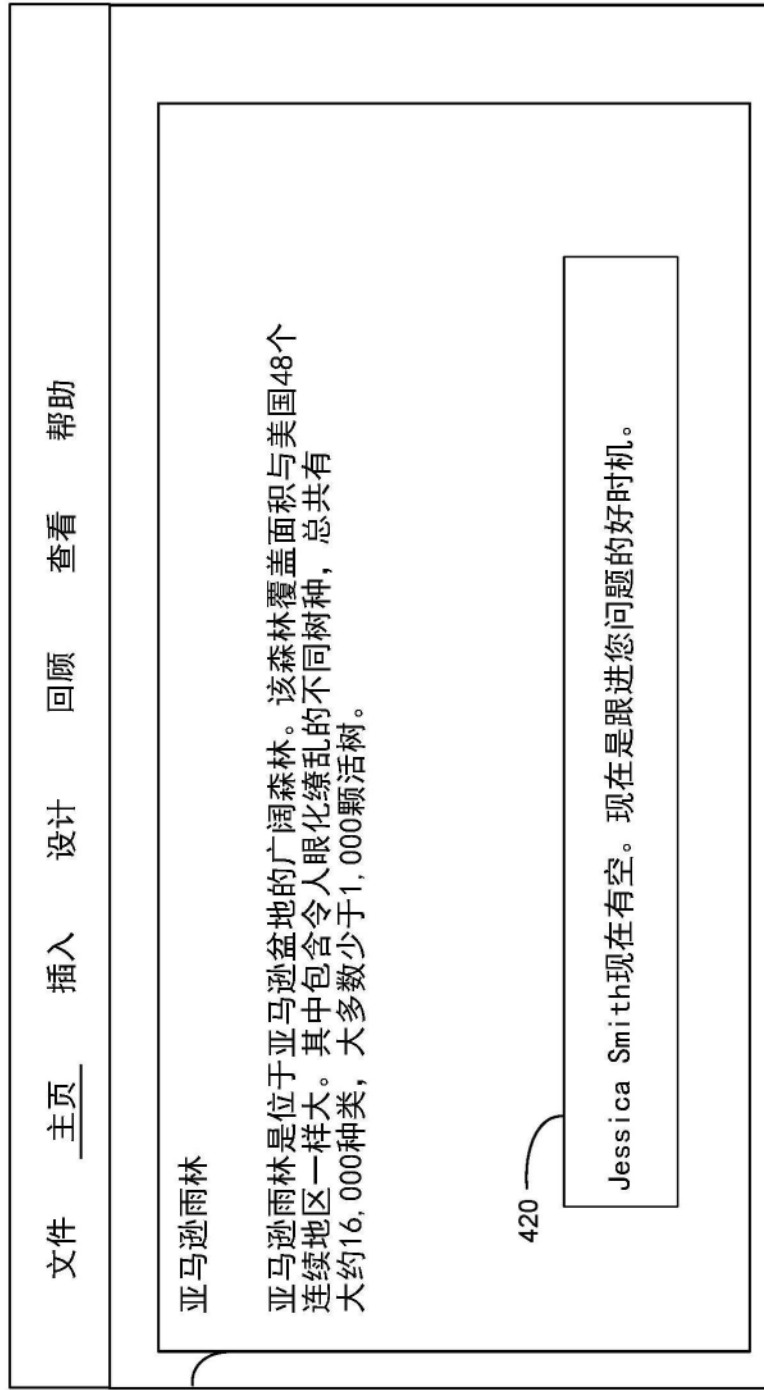 文件 主页 插入 设计 回顾 查看 帮助
亚马逊雨林
亚马逊雨林是位于亚马逊盆地的广阔森林。该森林覆盖面积与美国48个
连续地区一样大。其中包含令人眼化缭乱的不同树种，总共有
大约16,000种类，大多数少于1,000颗活树。
420
Jessica Smith现在有空。现在是跟进您问题的好时机。